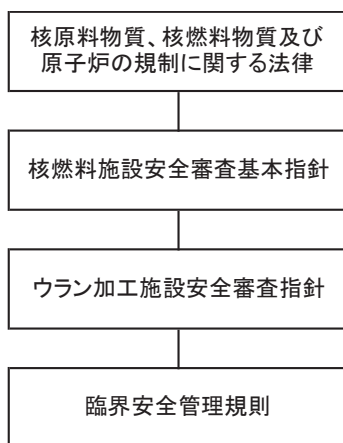 核原料物質、核燃料物質及び
原子炉の規制に関する法律
核燃料施設安全審査基本指針
ウラン加工施設安全審査指針
臨界安全管理規則